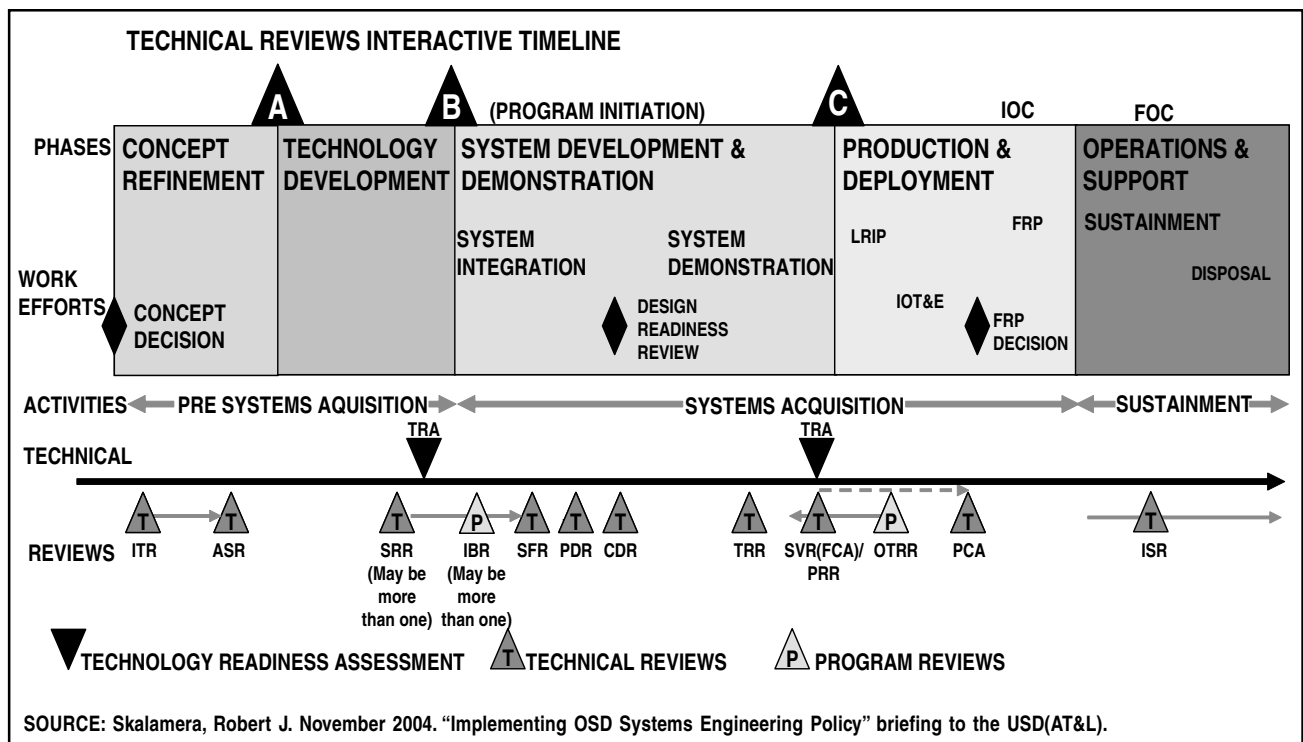 TECHNICAL REVIEWS INTERACTIVE TIMELINE
A
B
(PROGRAM INITIATION)
C
IOC
FOC
PHASES
CONCEPT
REFINEMENT
TECHNOLOGY
DEVELOPMENT
SYSTEM DEVELOPMENT &
DEMONSTRATION
PRODUCTION &
DEPLOYMENT
OPERATIONS &
SUPPORT
WORK
EFFORTS
CONCEPT
DECISION
SYSTEM
INTEGRATION
SYSTEM
DEMONSTRATION
DESIGN
READINESS
REVIEW
LRIP
FRP
IOT&E
FRP
DECISION
SUSTAINMENT
DISPOSAL
ACTIVITIES
PRE SYSTEMS AQUISITION
SYSTEMS ACQUISITION
SUSTAINMENT
TRA
TRA
TECHNICAL
T
T
T
P
T
T
T
T
T
P
T
T
REVIEWS
ITR
ASR
SRR
(May be
more
than one)
IBR
(May be
more
than one)
SFR
PDR
CDR
TRR
SVR(FCA)/
PRR
OTRR
PCA
ISR
TECHNOLOGY READINESS ASSESSMENT
T
TECHNICAL REVIEWS
P
PROGRAM REVIEWS
SOURCE: Skalamera, Robert J. November 2004. “Implementing OSD Systems Engineering Policy” briefing to the USD(AT&L).